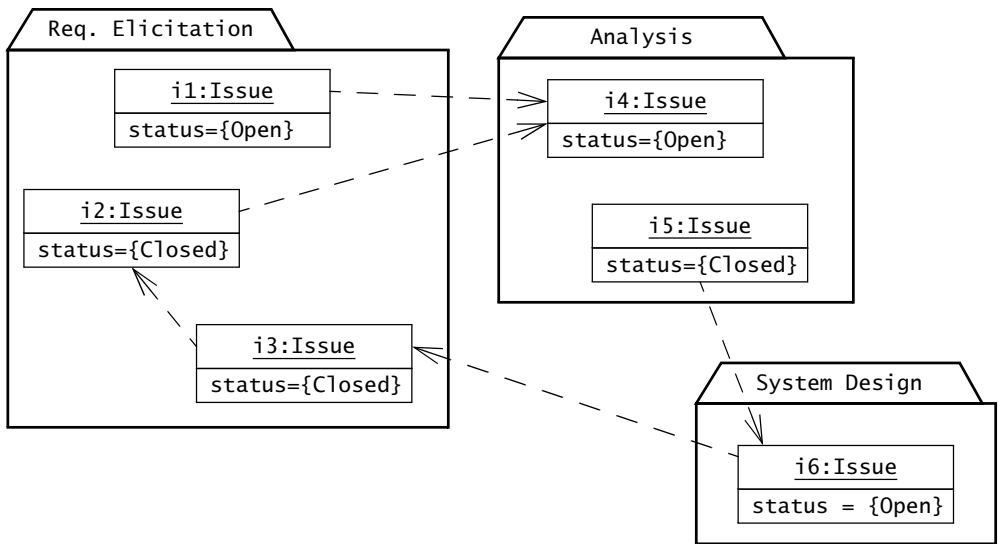 Req. Elicitation
i1:Issue
status={Open}
i2:Issue
status={Closed}
i3:Issue
status={Closed}
Analysis
i4:Issue
status={Open}
i5:Issue
status={Closed}
System Design
i6:Issue
status = {Open}